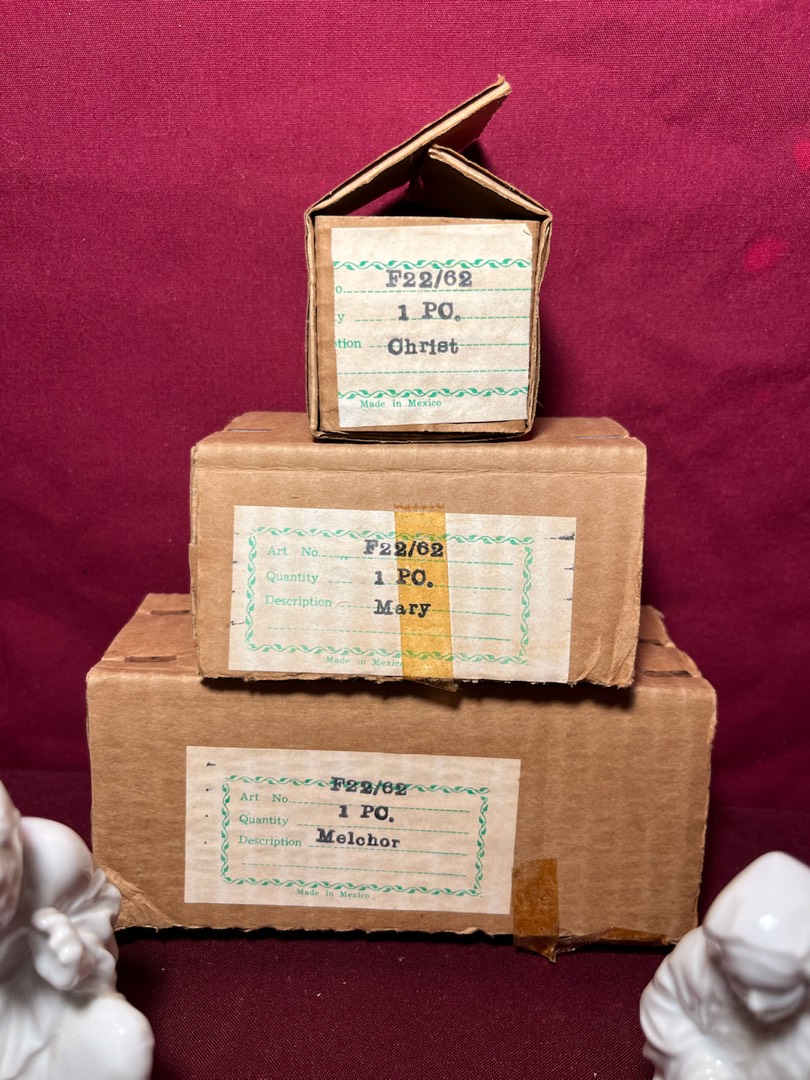 o. F22/62
y 1 PC.
tion Christ
Made in Mexico
Art No. F22/62
Quantity 1 PC.
Description Mary
Made in Mexico
Art No. F22/62
Quantity 1 PC.
Description Melchor
Made in Mexico